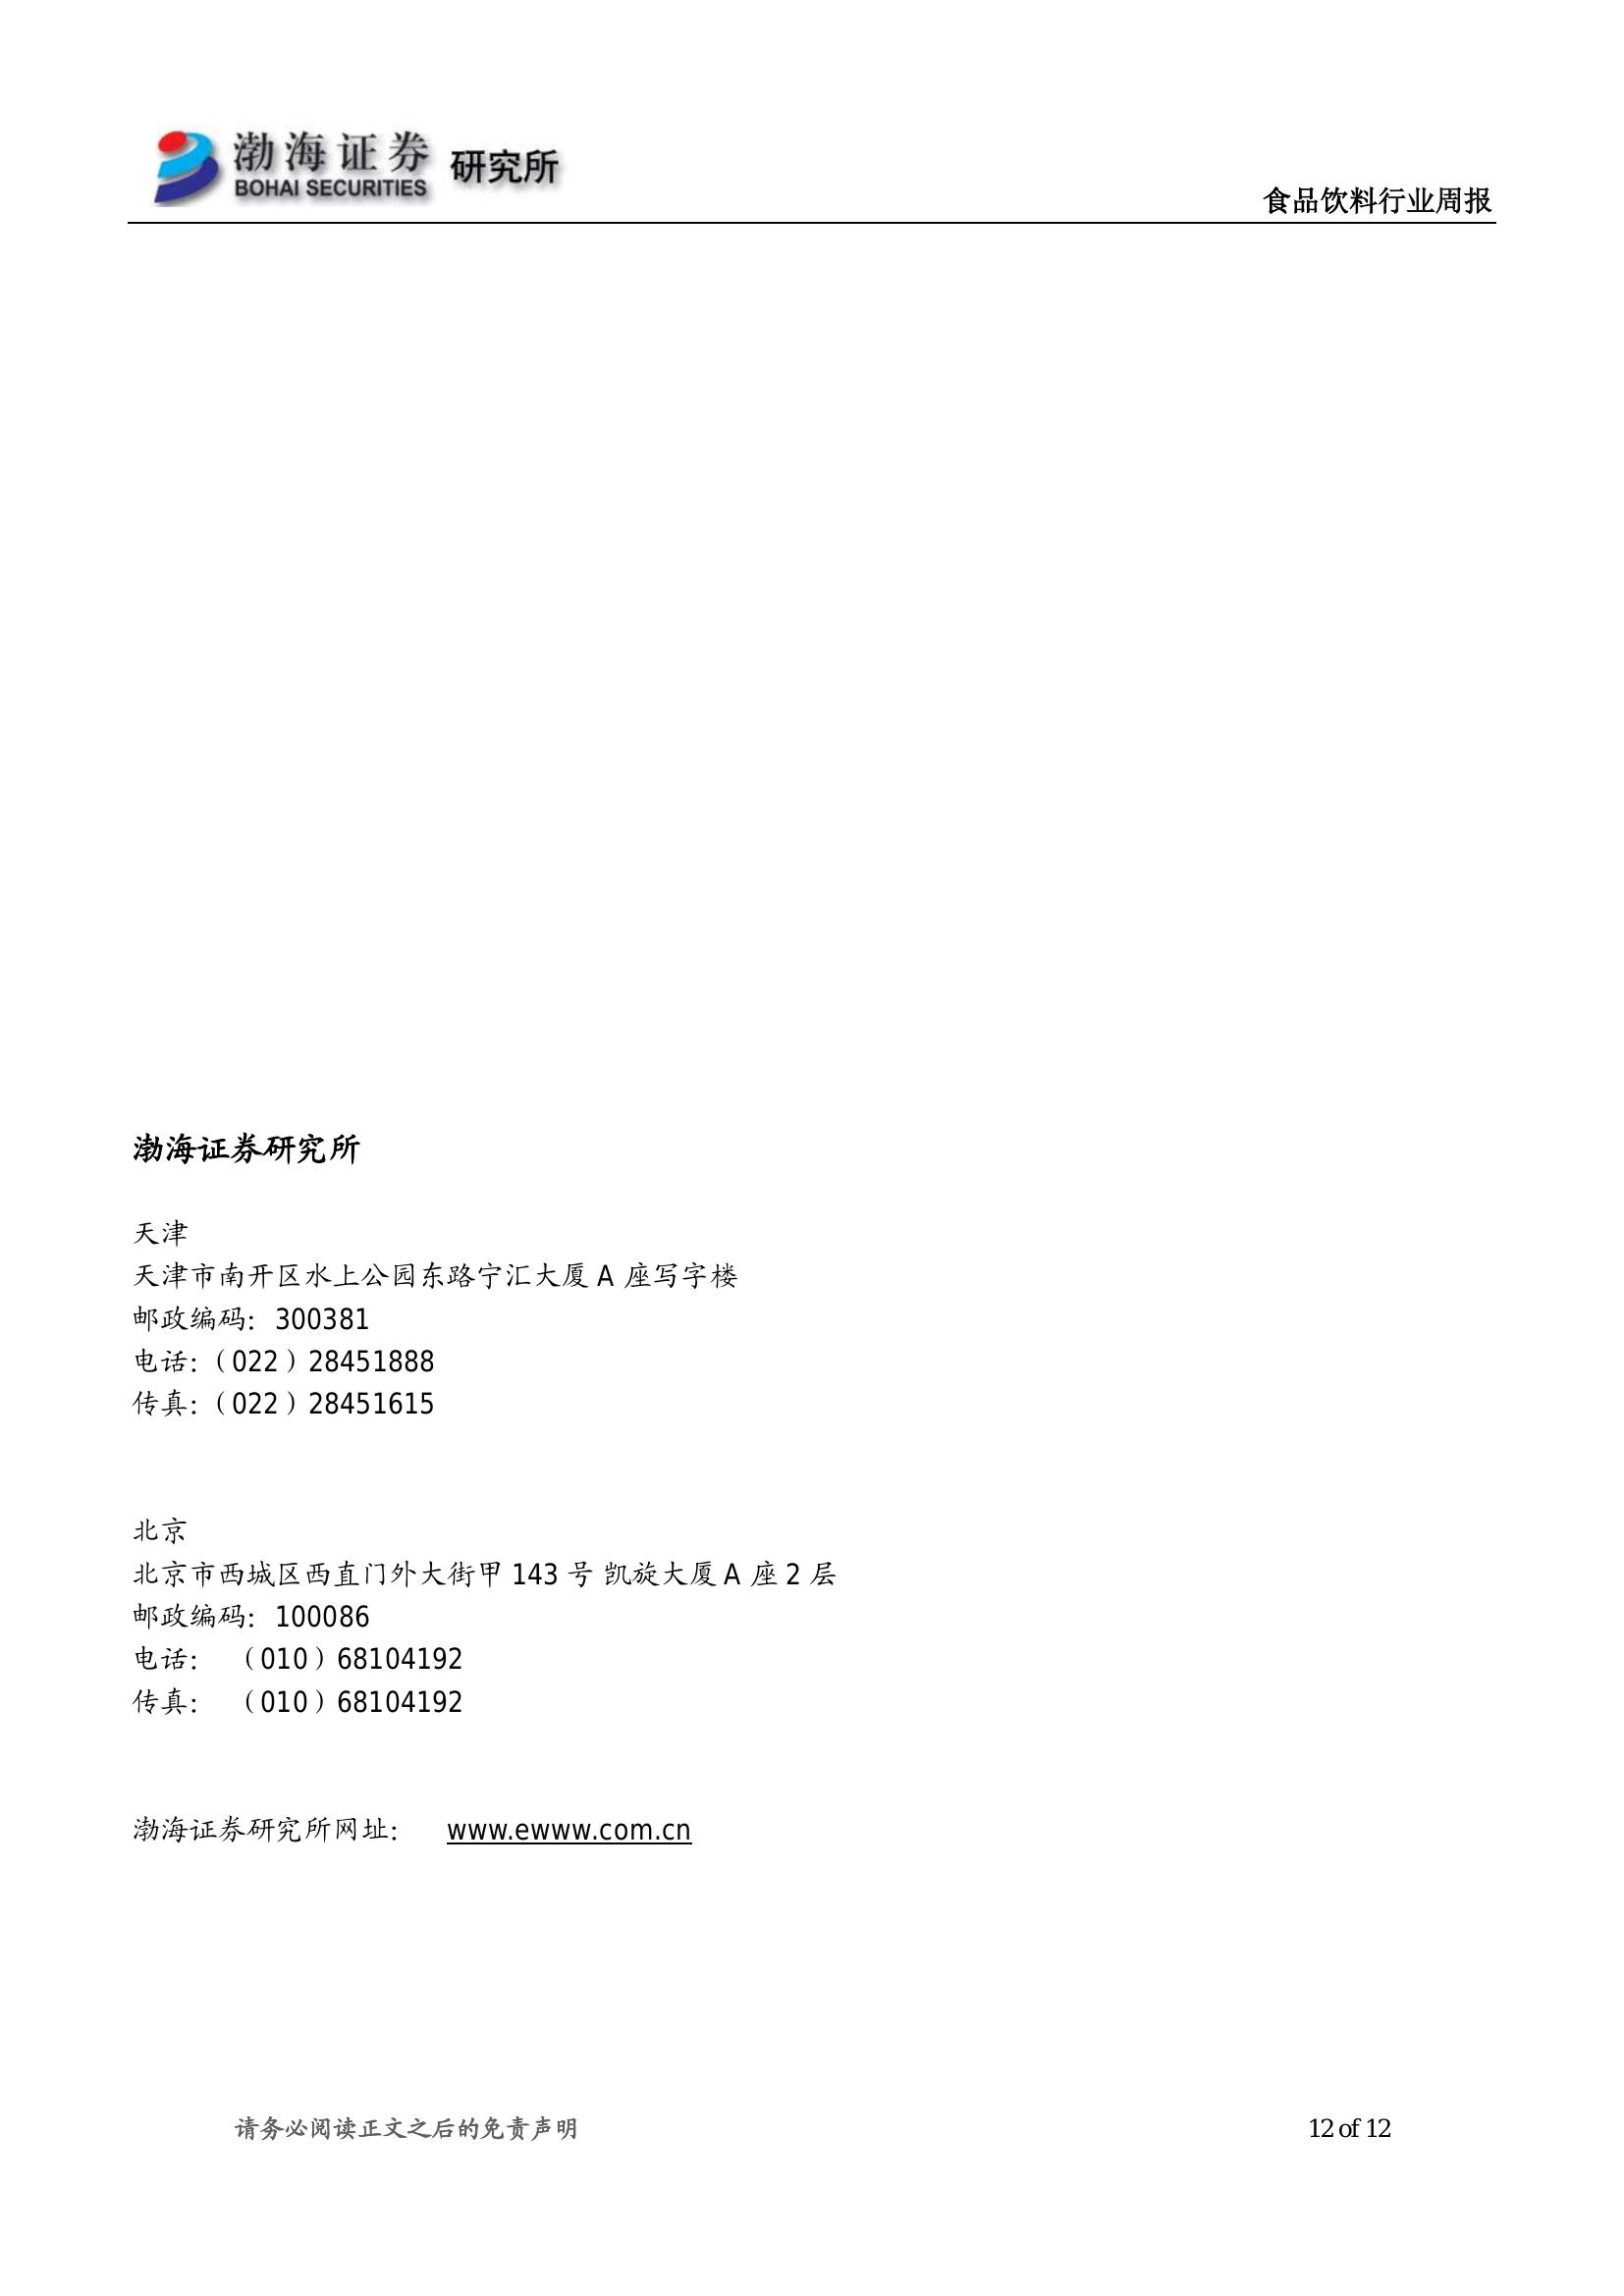 渤海证券 研究所
BOHAI SECURITIES
食品饮料行业周报
渤海证券研究所
天津
天津市南开区水上公园东路宁汇大厦 A 座写字楼
邮政编码：300381
电话：（022）28451888
传真：（022）28451615
北京
北京市西城区西直门外大街甲 143 号 凯旋大厦 A 座 2 层
邮政编码：100086
电话： （010）68104192
传真： （010）68104192
渤海证券研究所网址： www.ewww.com.cn
请务必阅读正文之后的免责声明
12 of 12